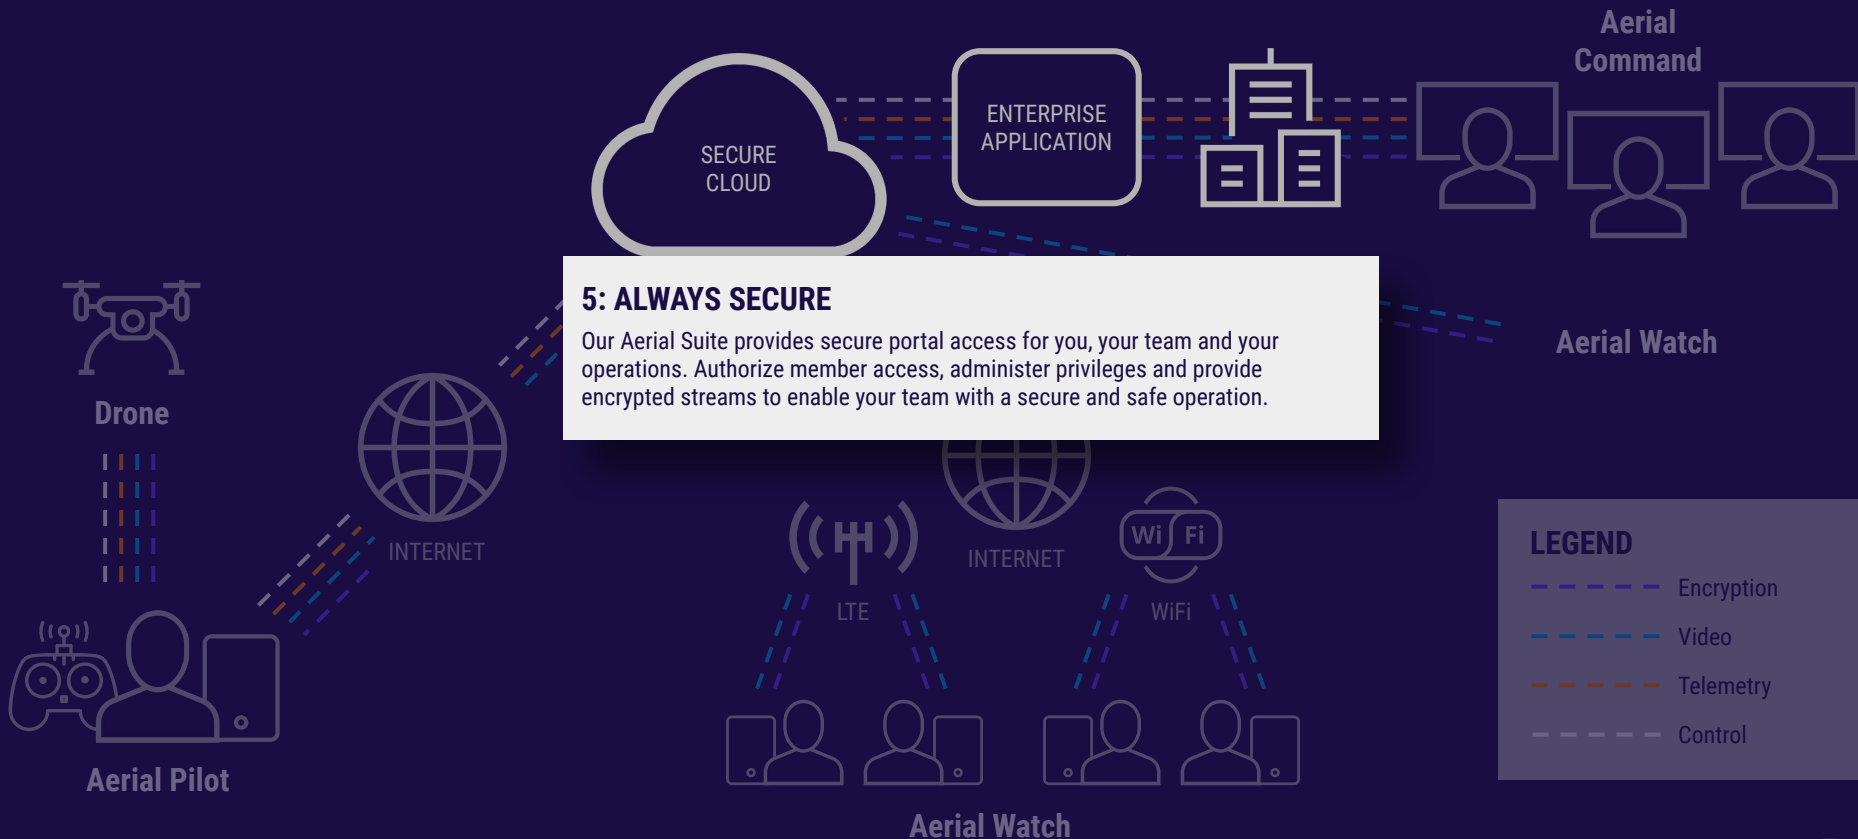 Aerial
Command
SECURE
CLOUD
ENTERPRISE
APPLICATION
5: ALWAYS SECURE
Our Aerial Suite provides secure portal access for you, your team and your
operations. Authorize member access, administer privileges and provide
encrypted streams to enable your team with a secure and safe operation.
Aerial Watch
Drone
INTERNET
INTERNET
LTE
Wi Fi
WiFi
LEGEND
Encryption
Video
Telemetry
Control
Aerial Pilot
Aerial Watch